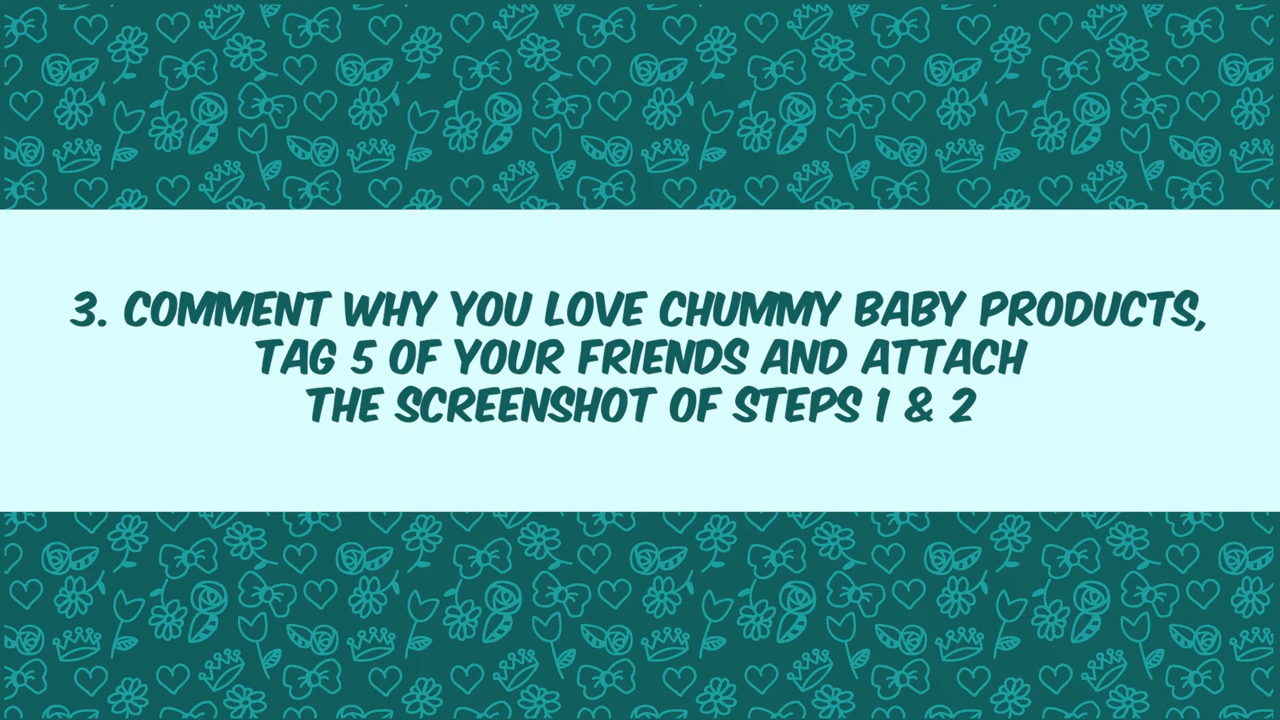 3. COMMENT WHY YOU LOVE CHUMMY BABY PRODUCTS,
TAG 5 OF YOUR FRIENDS AND ATTACH
THE SCREENSHOT OF STEPS 1 & 2